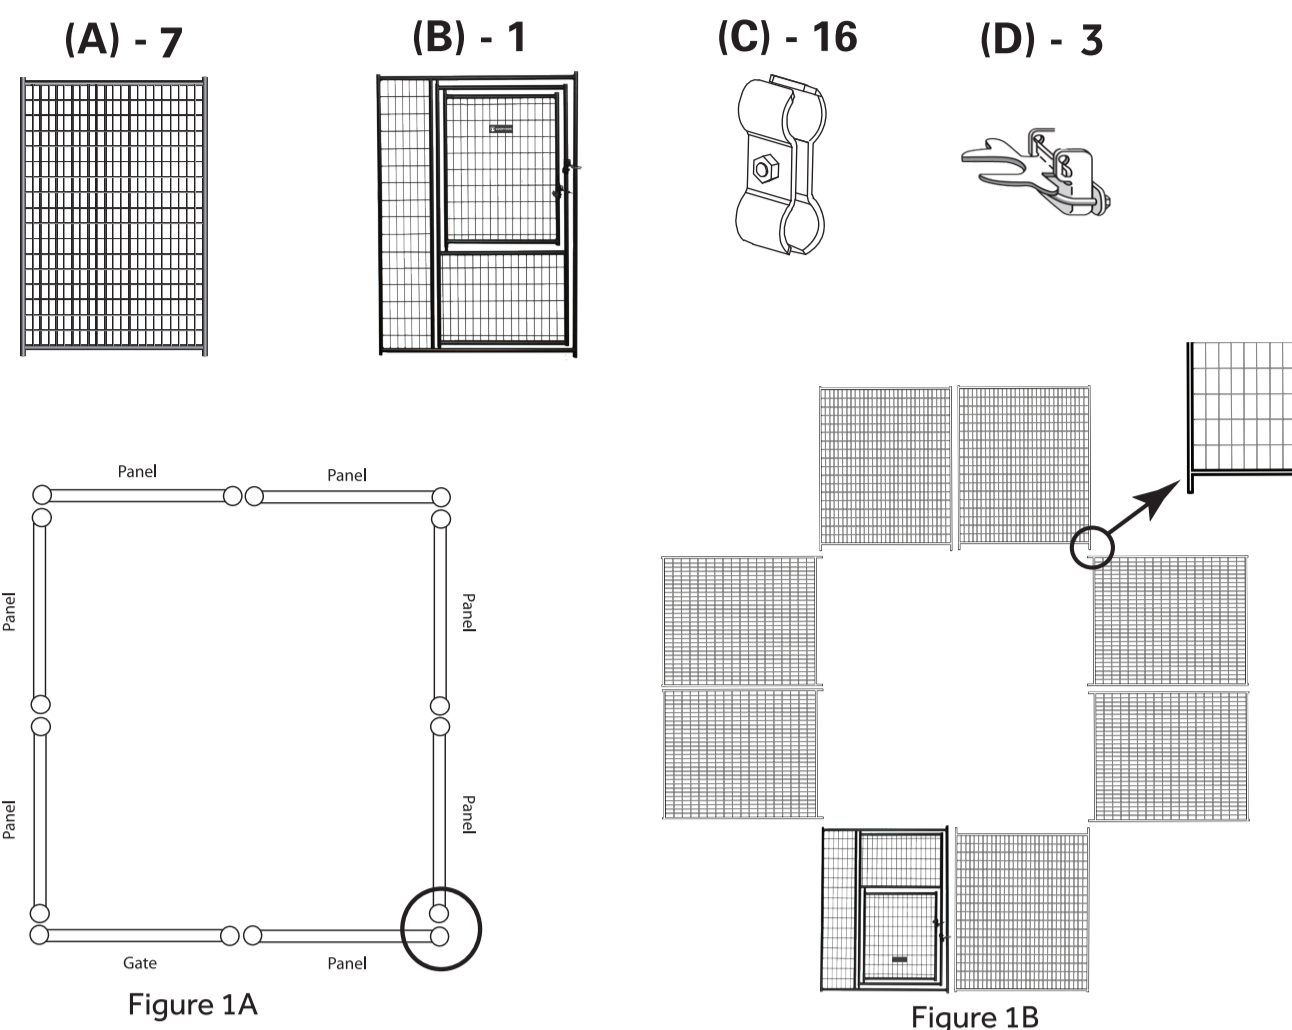 (A) - 7
(B) - 1
(C) - 16
(D) - 3
Panel
Panel
Panel
Panel
Panel
Panel
Gate
Panel
Figure 1A
Figure 1B